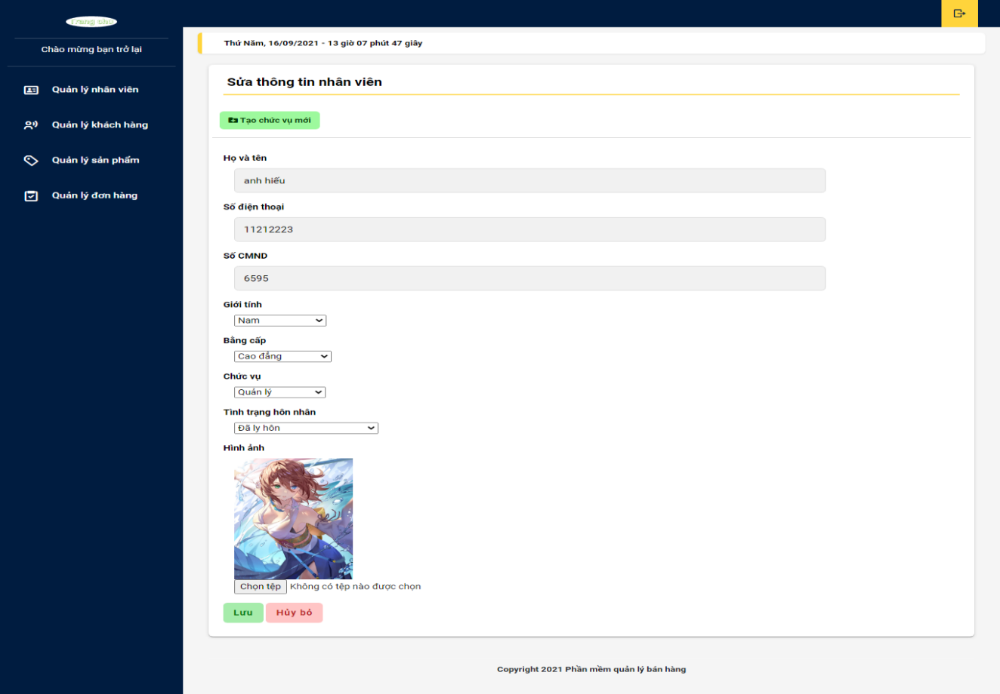 Trang chủ
Chào mừng bạn trở lại
Quản lý nhân viên
Quản lý khách hàng
Quản lý sản phẩm
Quản lý đơn hàng
Thứ Năm, 16/09/2021 - 13 giờ 07 phút 47 giây
Sửa thông tin nhân viên
Tạo chức vụ mới
Họ và tên
anh hiếu
Số điện thoại
11212223
Số CMND
6595
Giới tính
Nam
Bằng cấp
Cao đẳng
Chức vụ
Quản lý
Tình trạng hôn nhân
Đã ly hôn
Hình ảnh
Chọn tệp Không có tệp nào được chọn
Lưu Hủy bỏ
Copyright 2021 Phần mềm quản lý bán hàng